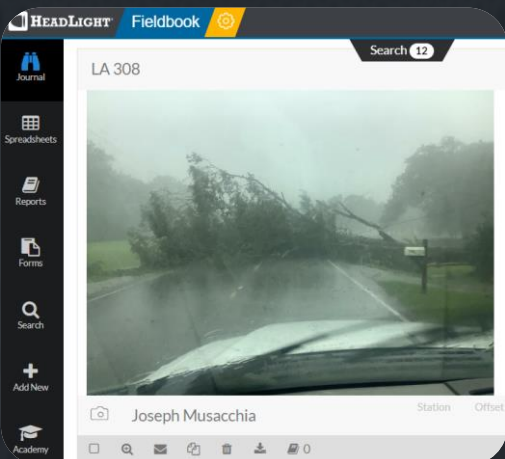 HEADLIGHT Fieldbook
Search 12
LA 308
Journal
Spreadsheets
Reports
Forms
Search
Add New
Academy
Joseph Musacchia
Station Offset
0